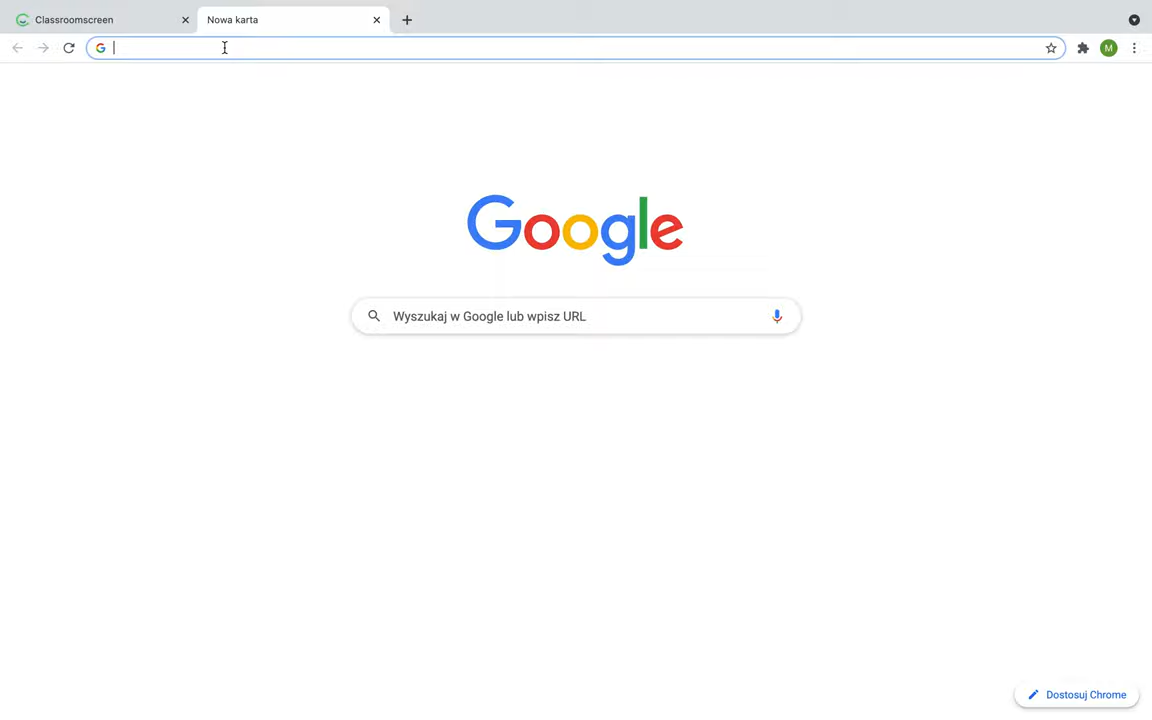 Classroomscreen
Nowa karta
M
Google
Wyszukaj w Google lub wpisz URL
Dostosuj Chrome